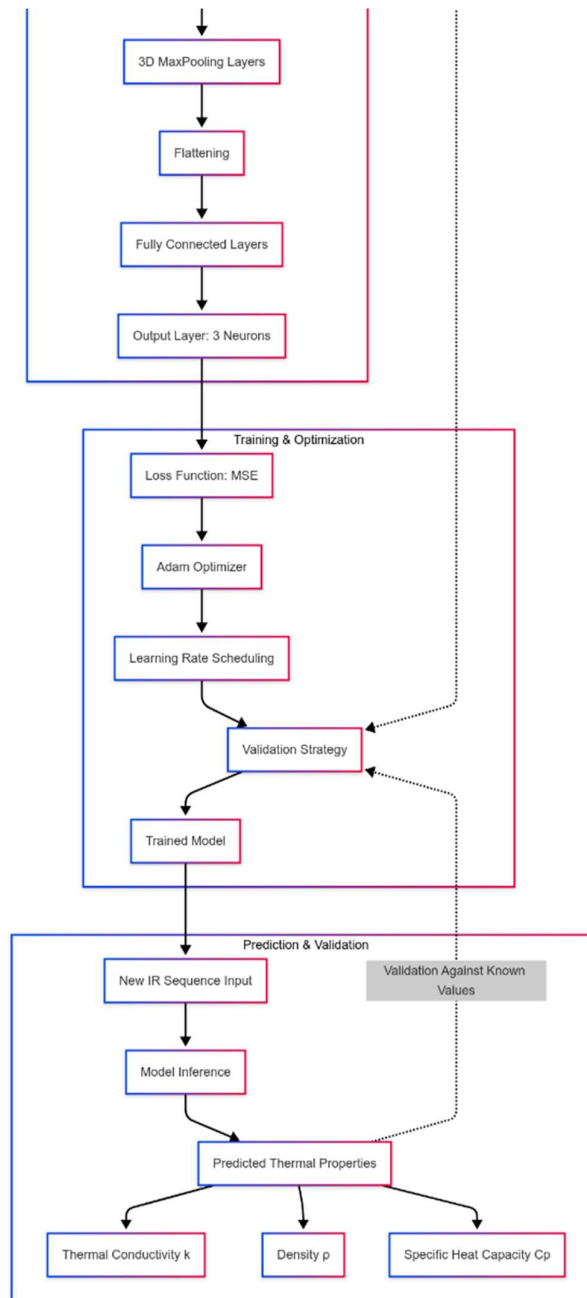 3D MaxPooling Layers
Flattening
Fully Connected Layers
Output Layer: 3 Neurons
Training & Optimization
Loss Function: MSE
Adam Optimizer
Learning Rate Scheduling
Validation Strategy
Trained Model
Prediction & Validation
New IR Sequence Input
Validation Against Known
Values
Model Inference
Predicted Thermal Properties
Thermal Conductivity k
Density ρ
Specific Heat Capacity Cp